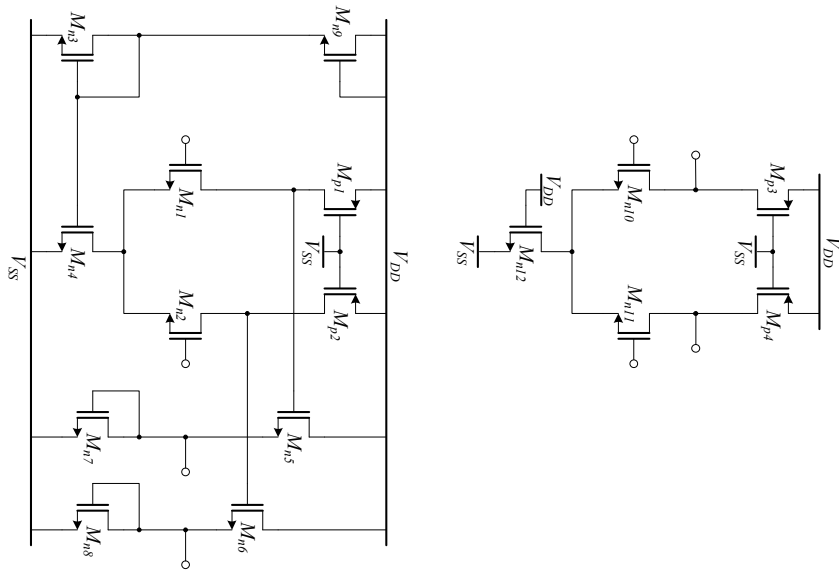 M_n3
M_n9
M_n1
M_p1
M_n4
V_SS
V_DD
M_n2
M_p2
V_SS
M_n7
M_n5
M_n8
M_n6
M_n10
M_p3
V_DD
M_n12
V_SS
V_SS
V_DD
M_n11
M_p4